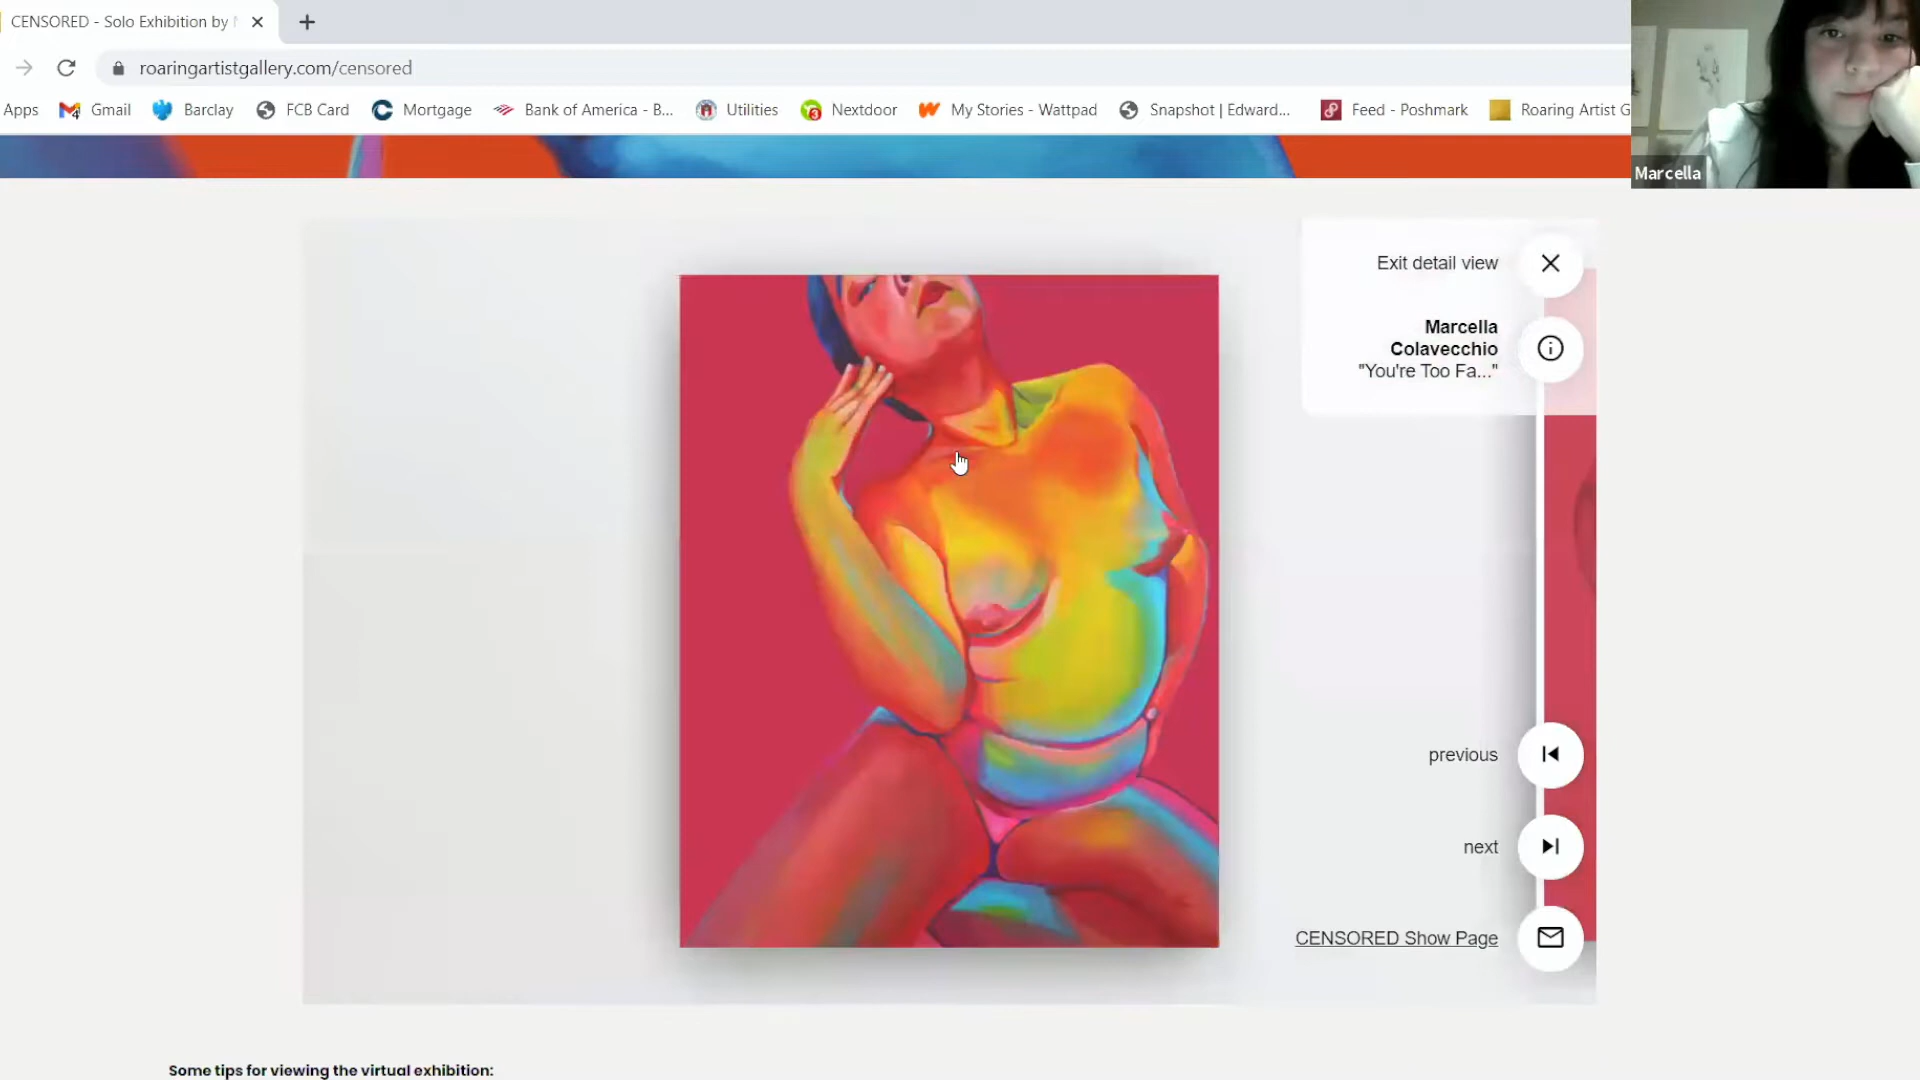 CENSORED - Solo Exhibition by
roaringartistgallery.com/censored
Apps Gmail Barclay FCB Card Mortgage Bank of America - B... Utilities Nextdoor My Stories - Wattpad Snapshot | Edward... Feed - Poshmark Roaring Artist G
Marcella
Exit detail view
Marcella
Colavecchio
"You're Too Fa..."
previous
next
CENSORED Show Page
Some tips for viewing the virtual exhibition: